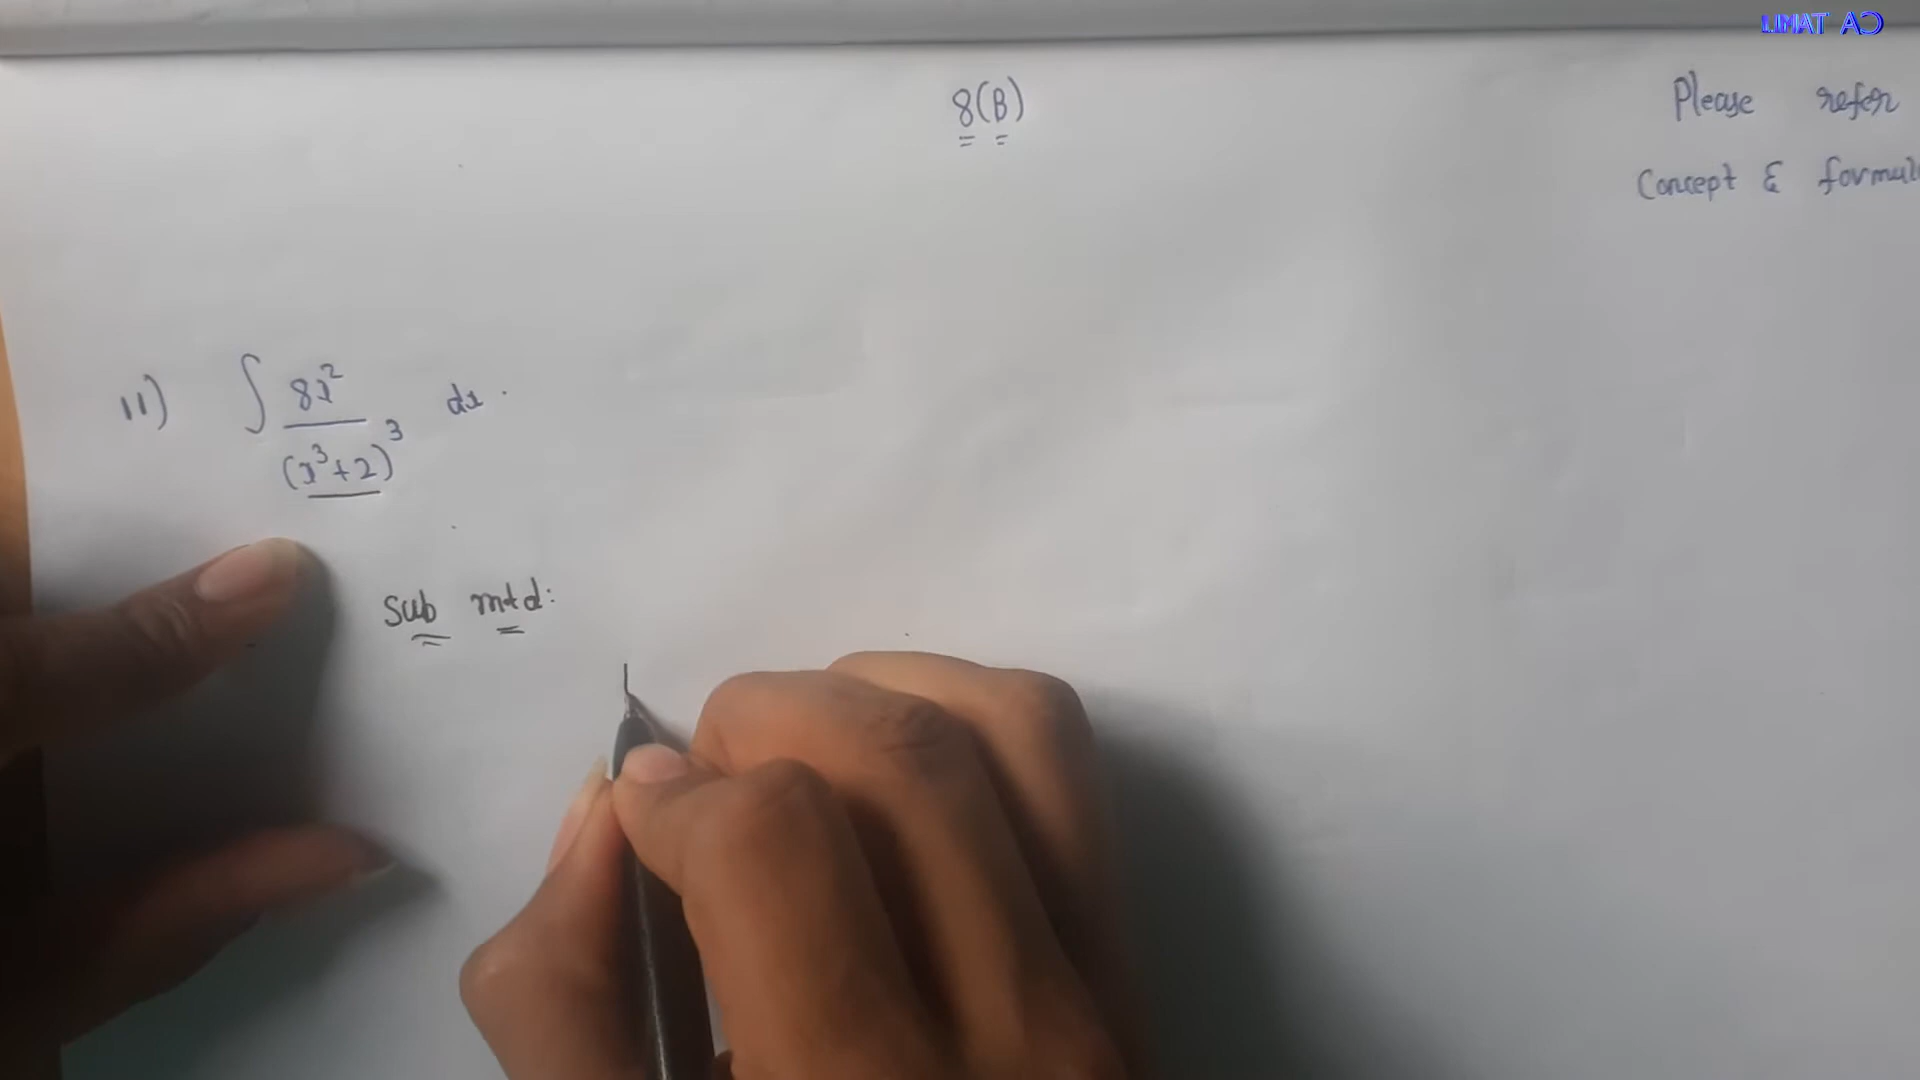 CA TAMIL
8(B)
Please refer
Concept & formul
11) ∫ 8x²/(x³+2)³ dx.
Sub mtd: